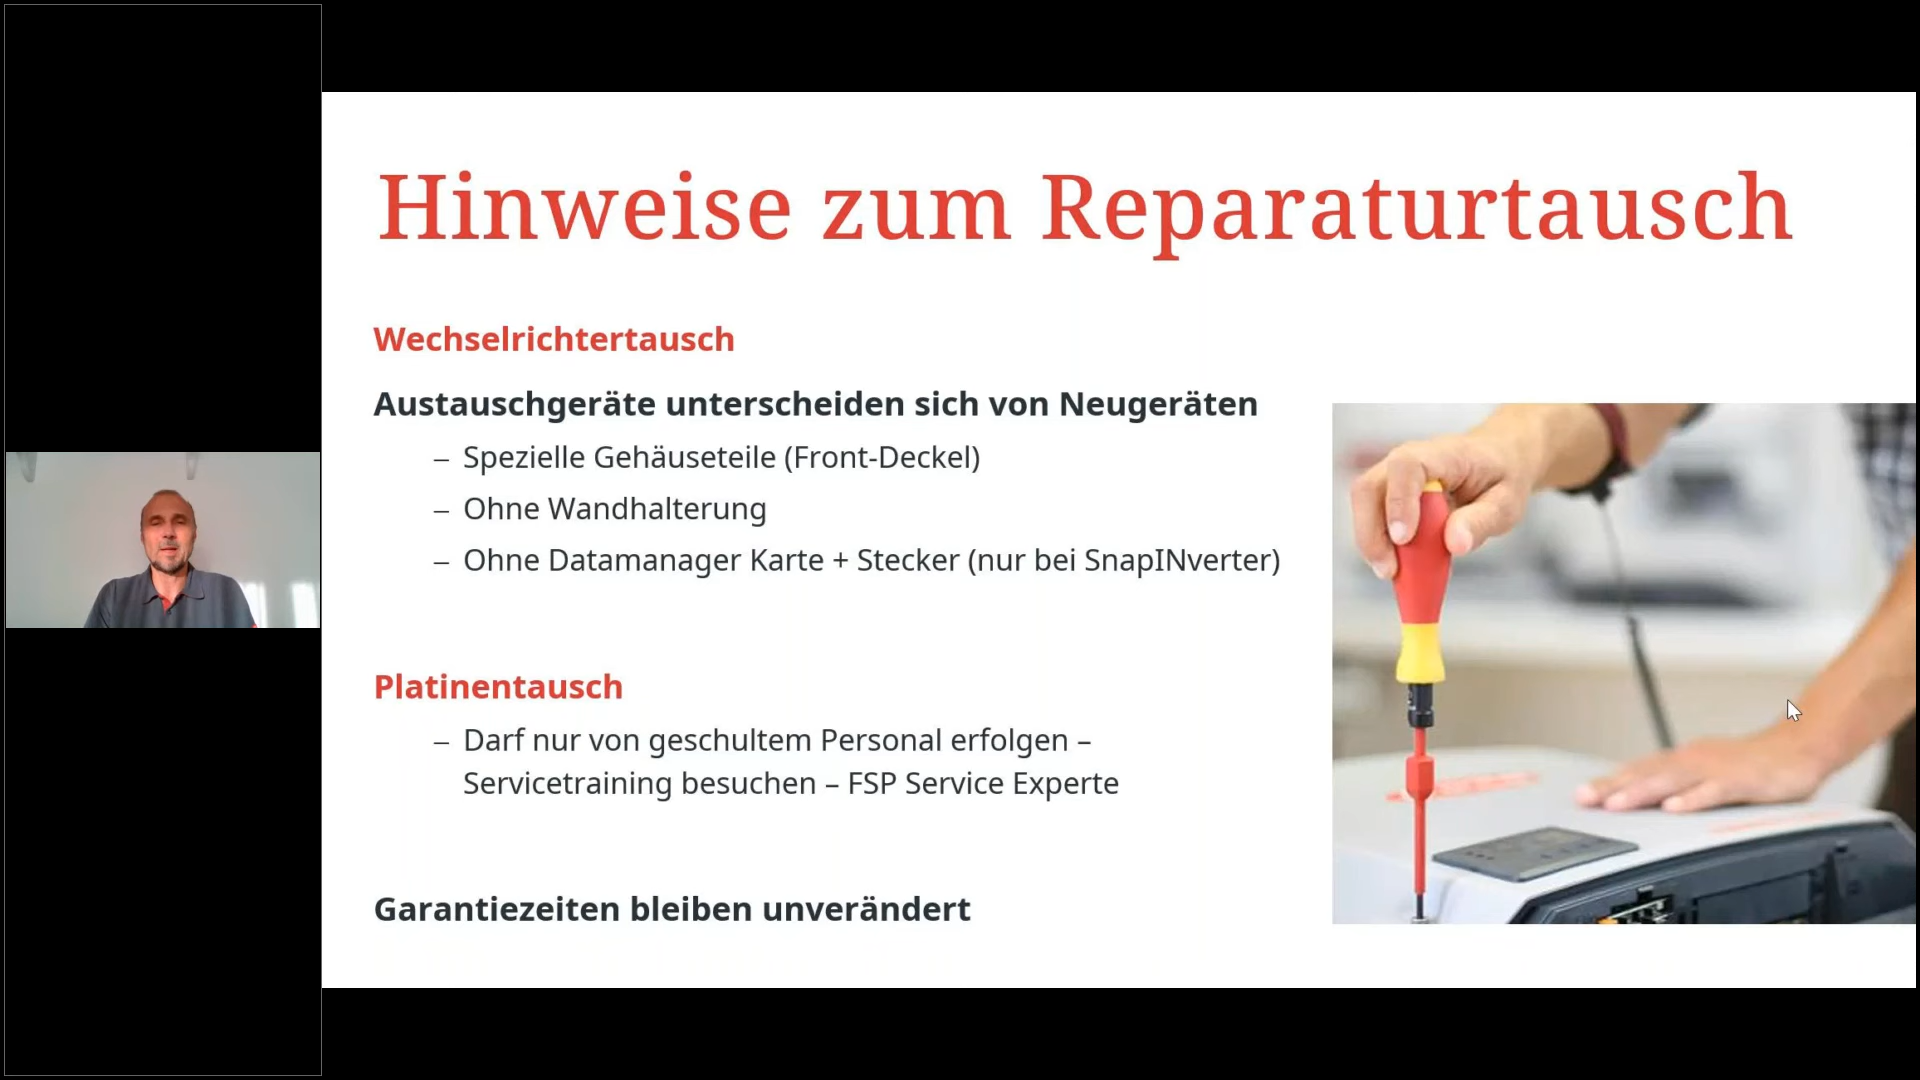 Hinweise zum Reparaturtausch
Wechselrichtertausch
Austauschgeräte unterscheiden sich von Neugeräten
– Spezielle Gehäuseteile (Front-Deckel)
– Ohne Wandhalterung
– Ohne Datamanager Karte + Stecker (nur bei SnapINverter)
Platinentausch
– Darf nur von geschultem Personal erfolgen –
Servicetraining besuchen – FSP Service Experte
Garantiezeiten bleiben unverändert